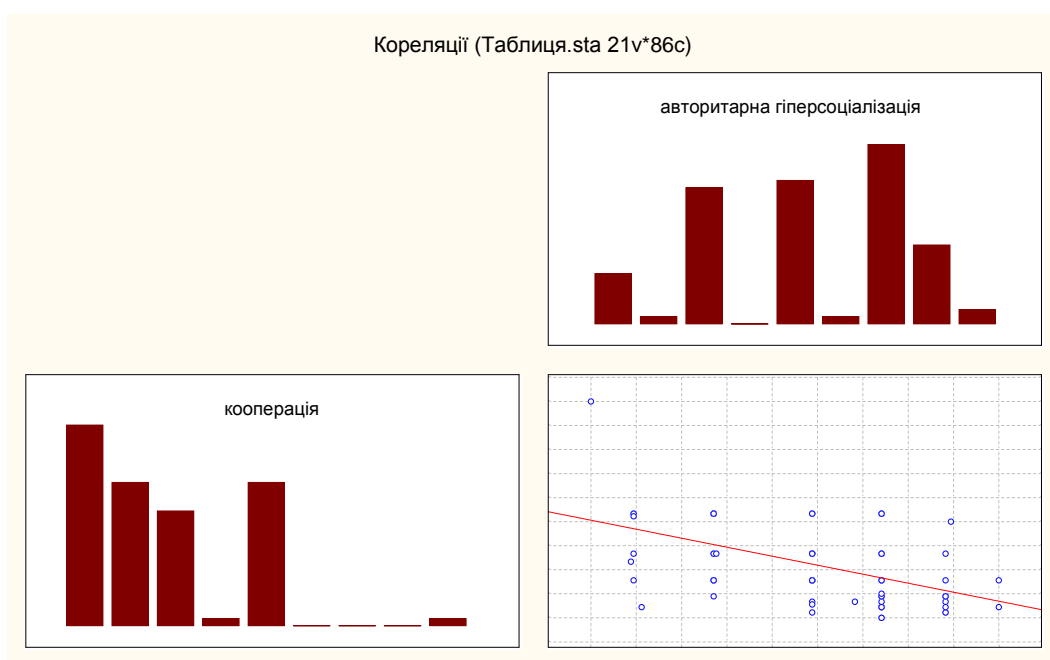 Кореляції (Таблиця.sta 21v*86c)
авторитарна гіперсоціалізація
кооперація